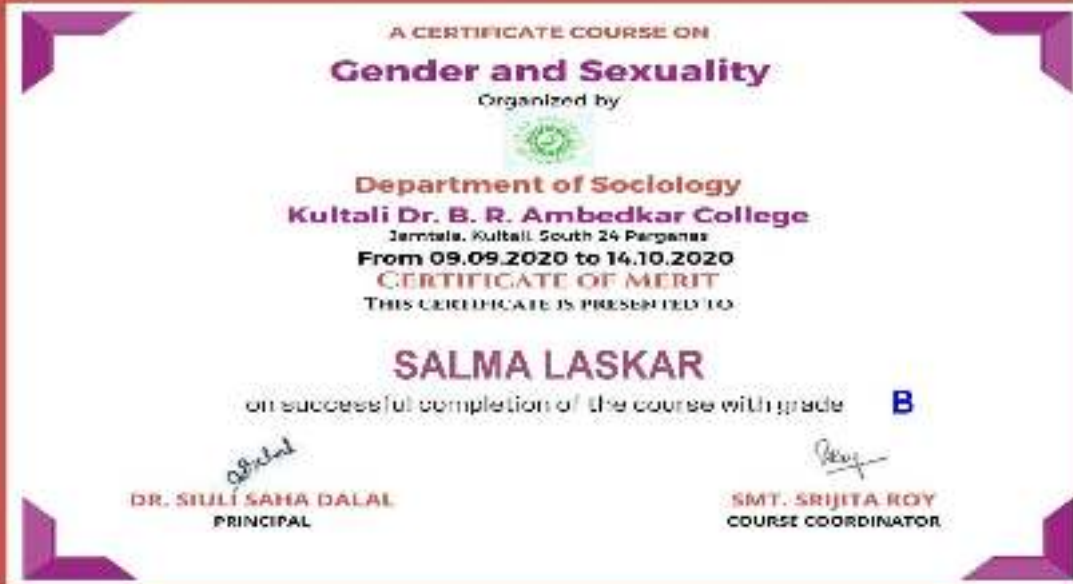 A CERTIFICATE COURSE ON
Gender and Sexuality
Organized by
Department of Sociology
Kultali Dr. B. R. Ambedkar College
Jamtala, Kultali, South 24 Parganas
From 09.09.2020 to 14.10.2020
CERTIFICATE OF MERIT
THIS CERTIFICATE IS PRESENTED TO
SALMA LASKAR
on successful completion of the course with grade B
DR. SIULI SAHA DALAL
PRINCIPAL
SMT. SRIJITA ROY
COURSE COORDINATOR